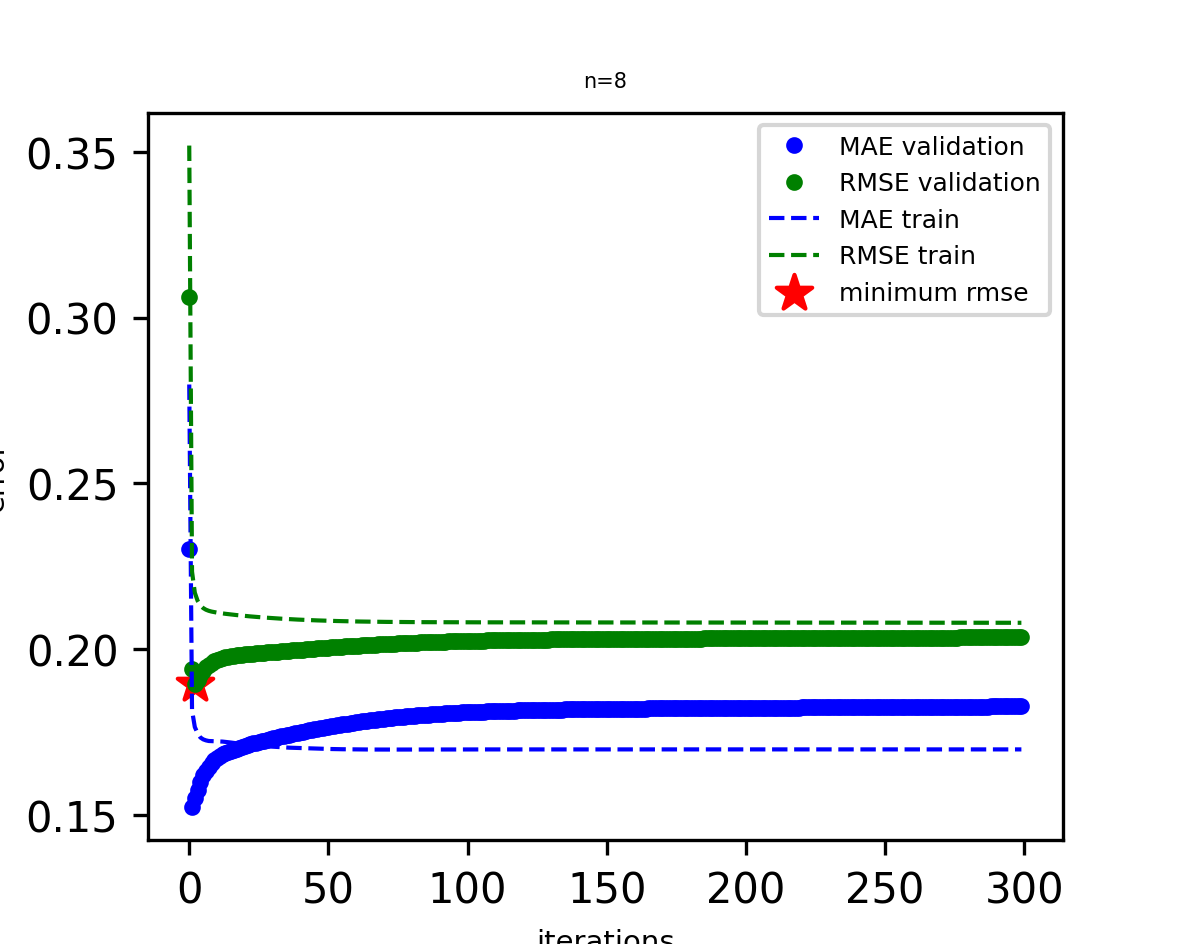 n=8
0.35
0.30
0.25
0.20
0.15
MAE validation
RMSE validation
MAE train
RMSE train
minimum rmse
0 50 100 150 200 250 300
iterations